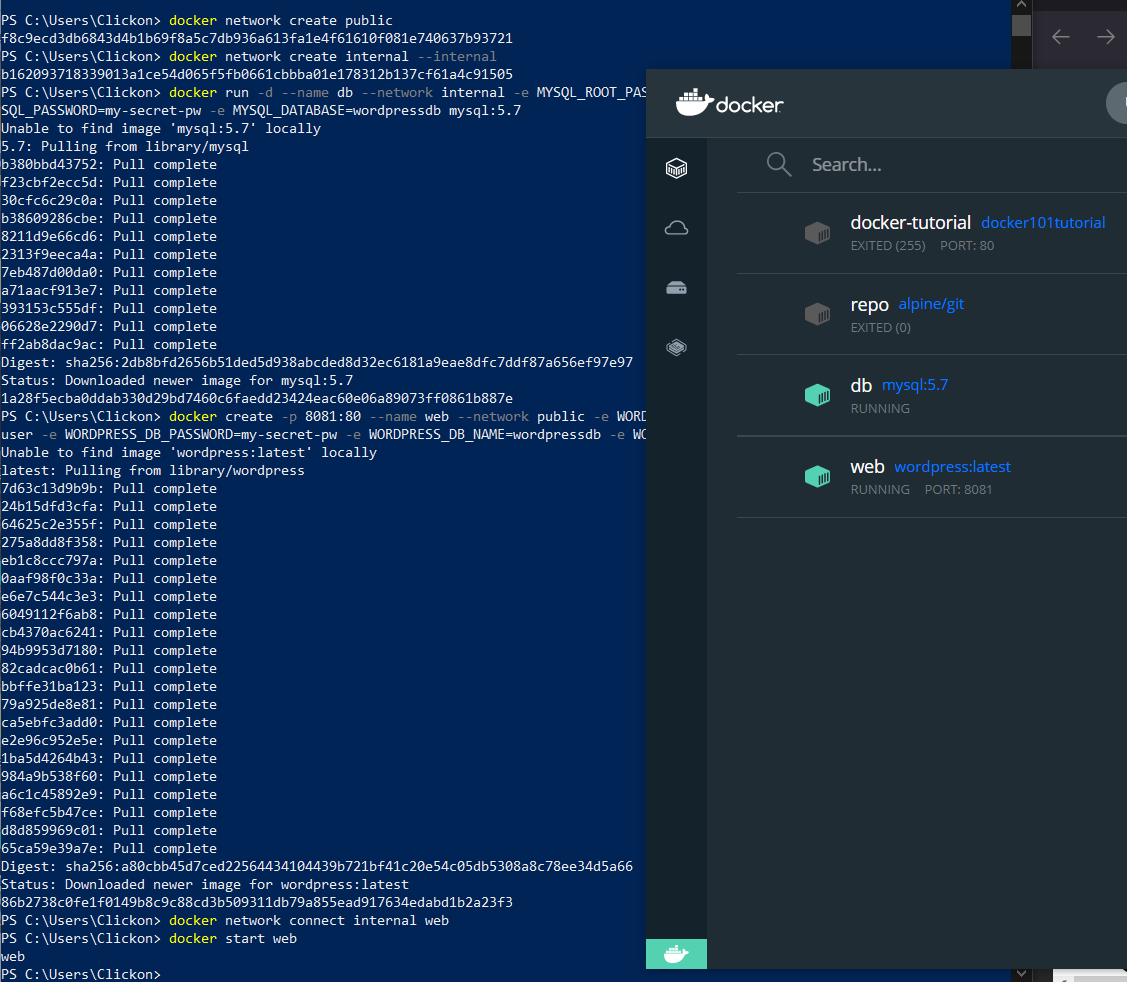 PS C:\Users\Clickon> docker network create public
f8c9ecd3db6843d4b1b69f8a5c7db936a613fa1e4f61610f081e740637b93721
PS C:\Users\Clickon> docker network create internal --internal
b162093718339013a1ce54d065f5fb0661cbbba01e178312b137cf61a4c91505
PS C:\Users\Clickon> docker run -d --name db --network internal -e MYSQL_ROOT_PAS
SQL_PASSWORD=my-secret-pw -e MYSQL_DATABASE=wordpressdb mysql:5.7
Unable to find image 'mysql:5.7' locally
5.7: Pulling from library/mysql
b380bbd43752: Pull complete
f23cbf2ecc5d: Pull complete
30cfc6c29c0a: Pull complete
b38609286cbe: Pull complete
8211d9e66cd6: Pull complete
2313f9eeca4a: Pull complete
7eb487d00da0: Pull complete
a71aacf913e7: Pull complete
393153c555df: Pull complete
06628e2290d7: Pull complete
ff2ab8dac9ac: Pull complete
Digest: sha256:2db8bfd2656b51ded5d938abcded8d32ec6181a9eae8dfc7ddf87a656ef97e97
Status: Downloaded newer image for mysql:5.7
1a28f5ecba0ddab330d29bd7460c6faedd23424eac60e06a89073ff0861b887e
PS C:\Users\Clickon> docker create -p 8081:80 --name web --network public -e WORD
user -e WORDPRESS_DB_PASSWORD=my-secret-pw -e WORDPRESS_DB_NAME=wordpressdb -e WO
Unable to find image 'wordpress:latest' locally
latest: Pulling from library/wordpress
7d63c13d9b9b: Pull complete
24b15dfd3cfa: Pull complete
64625c2e355f: Pull complete
275a8dd8f358: Pull complete
eb1c8ccc797a: Pull complete
0aaf98f0c33a: Pull complete
e6e7c544c3e3: Pull complete
6049112f6ab8: Pull complete
cb4370ac6241: Pull complete
94b9953d7180: Pull complete
82cadcac0b61: Pull complete
bbffe31ba123: Pull complete
79a925de8e81: Pull complete
ca5ebfc3add0: Pull complete
e2e96c952e5e: Pull complete
1ba5d4264b43: Pull complete
984a9b538f60: Pull complete
a6c1c45892e9: Pull complete
f68efc5b47ce: Pull complete
d8d859969c01: Pull complete
65ca59e39a7e: Pull complete
Digest: sha256:a80cbb45d7ced22564434104439b721bf41c20e54c05db5308a8c78ee34d5a66
Status: Downloaded newer image for wordpress:latest
86b2738c0fe1f0149b8c9c88cd3b509311db79a855ead917634edabd1b2a23f3
PS C:\Users\Clickon> docker network connect internal web
PS C:\Users\Clickon> docker start web
web
PS C:\Users\Clickon>
docker
Search...
docker-tutorial docker101tutorial
EXITED (255) PORT: 80
repo alpine/git
EXITED (0)
db mysql:5.7
RUNNING
web wordpress:latest
RUNNING PORT: 8081